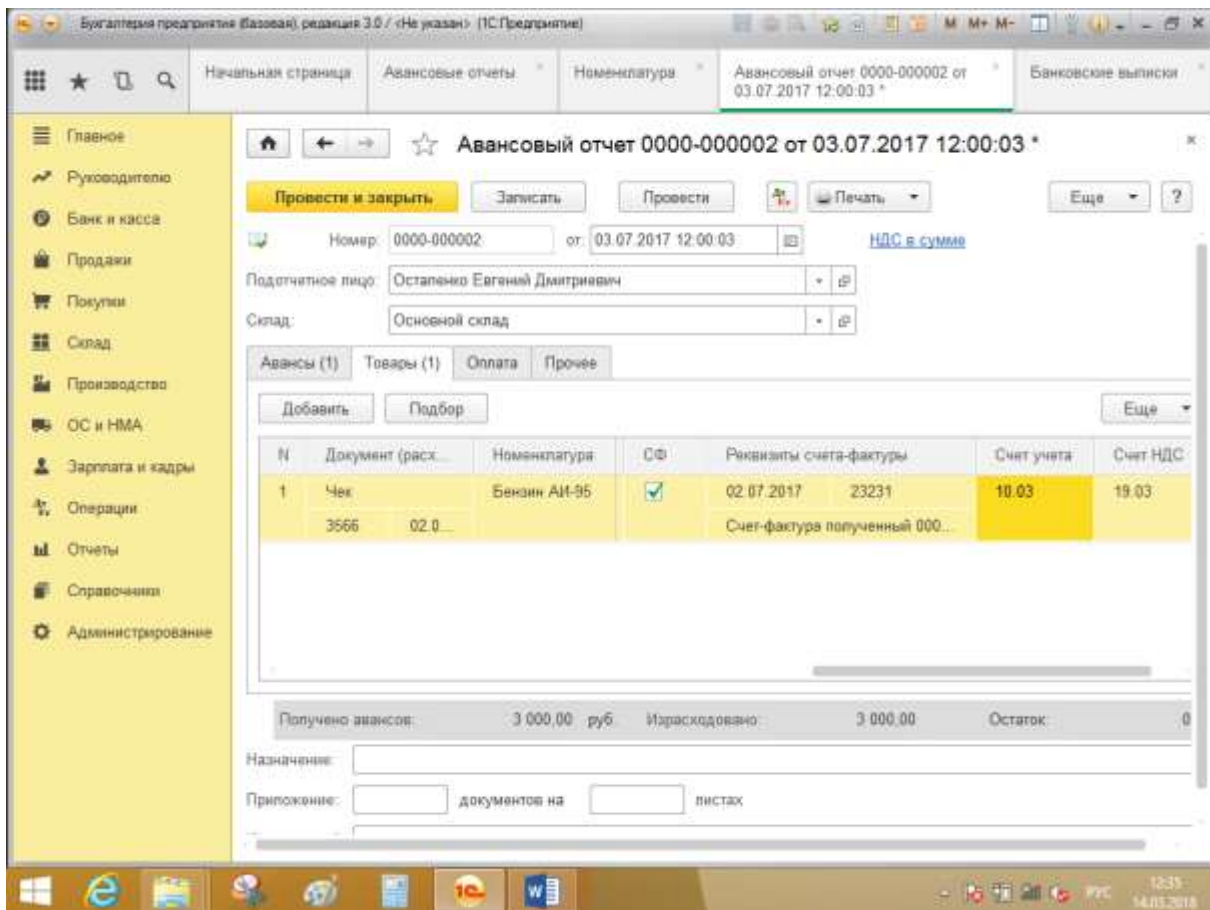 Бухгалтерия предприятия (базовая), редакция 3.0 / <Не указан> (1С:Предприятие)
M M+ M-
Начальная страница
Авансовые отчеты
Номенклатура
Авансовый отчет 0000-000002 от 03.07.2017 12:00:03 *
Банковские выписки
Главное
Руководителю
Банк и касса
Продажи
Покупки
Склад
Производство
ОС и НМА
Зарплата и кадры
Операции
Отчеты
Справочники
Администрирование
Авансовый отчет 0000-000002 от 03.07.2017 12:00:03 *
Провести и закрыть Записать Провести Печать Еще ?
Номер: 0000-000002 от: 03.07.2017 12:00:03 НДС в сумме
Подотчетное лицо: Остапенко Евгений Дмитриевич
Склад: Основной склад
Авансы (1) Товары (1) Оплата Прочее
Добавить Подбор Еще
N Документ (расх... Номенклатура СФ Реквизиты счета-фактуры Счет учета Счет НДС
1 Чек Бензин АИ-95 02.07.2017 23231 10.03 19.03
3566 02.0... Счет-фактура полученный 000...
Получено авансов: 3 000,00 руб. Израсходовано: 3 000,00 Остаток: 0
Назначение:
Приложение: документов на листах
РУС
12:35
14.03.2018